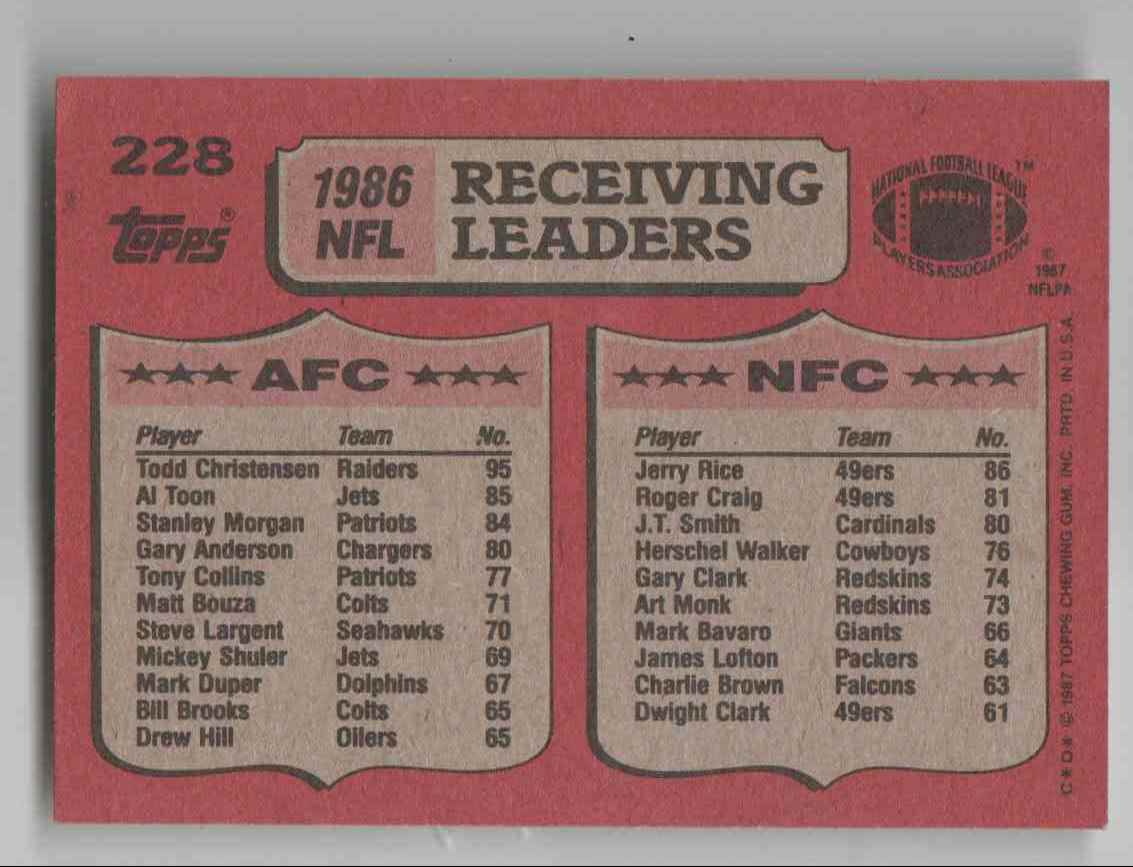 228
topps®
1986 NFL
RECEIVING LEADERS
NATIONAL FOOTBALL LEAGUE™
PLAYERS ASSOCIATION
©
1987
NFLPA
★★★ AFC ★★★
Player Team No.
Todd Christensen Raiders 95
Al Toon Jets 85
Stanley Morgan Patriots 84
Gary Anderson Chargers 80
Tony Collins Patriots 77
Matt Bouza Colts 71
Steve Largent Seahawks 70
Mickey Shuler Jets 69
Mark Duper Dolphins 67
Bill Brooks Colts 65
Drew Hill Oilers 65
★★★ NFC ★★★
Player Team No.
Jerry Rice 49ers 86
Roger Craig 49ers 81
J.T. Smith Cardinals 80
Herschel Walker Cowboys 76
Gary Clark Redskins 74
Art Monk Redskins 73
Mark Bavaro Giants 66
James Lofton Packers 64
Charlie Brown Falcons 63
Dwight Clark 49ers 61
C*D* © 1987 TOPPS CHEWING GUM, INC. PRTD. IN U.S.A.